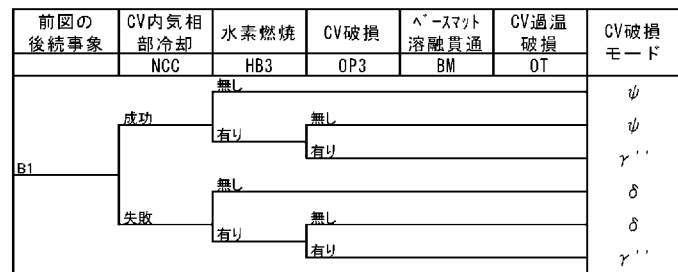 前図の
後続事象
CV内気相
部冷却
水素燃焼
CV破損
ベースマット
溶融貫通
CV過温
破損
CV破損
モード
NCC
HB3
OP3
BM
OT
無し
ψ
成功
無し
ψ
有り
有り
γ''
B1
無し
δ
失敗
無し
δ
有り
有り
γ''